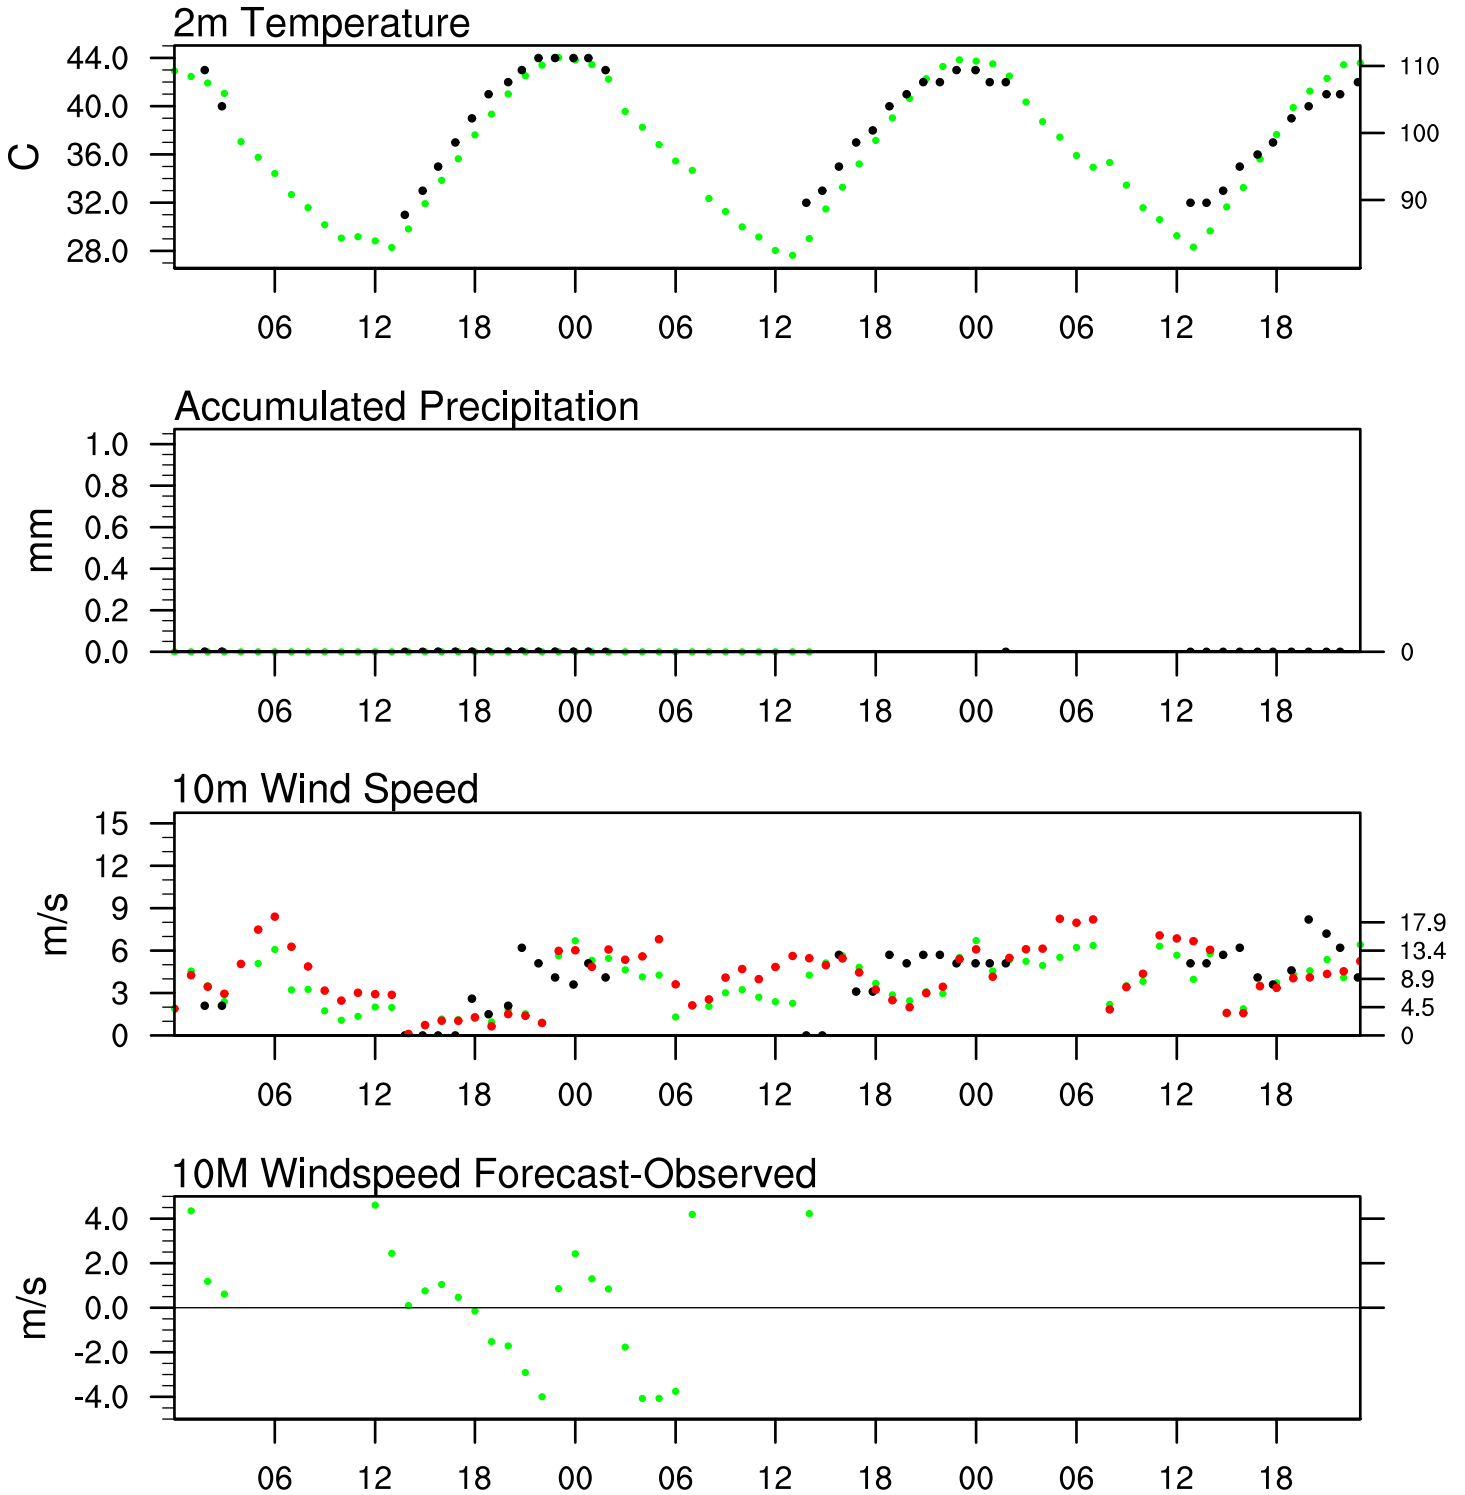 2m Temperature
44.0
40.0
36.0
32.0
28.0
C
110
100
90
06 12 18 00 06 12 18 00 06 12 18
Accumulated Precipitation
1.0
0.8
0.6
0.4
0.2
0.0
mm
0
06 12 18 00 06 12 18 00 06 12 18
10m Wind Speed
15
12
9
6
3
0
m/s
17.9
13.4
8.9
4.5
0
06 12 18 00 06 12 18 00 06 12 18
10M Windspeed Forecast-Observed
4.0
2.0
0.0
-2.0
-4.0
m/s
06 12 18 00 06 12 18 00 06 12 18